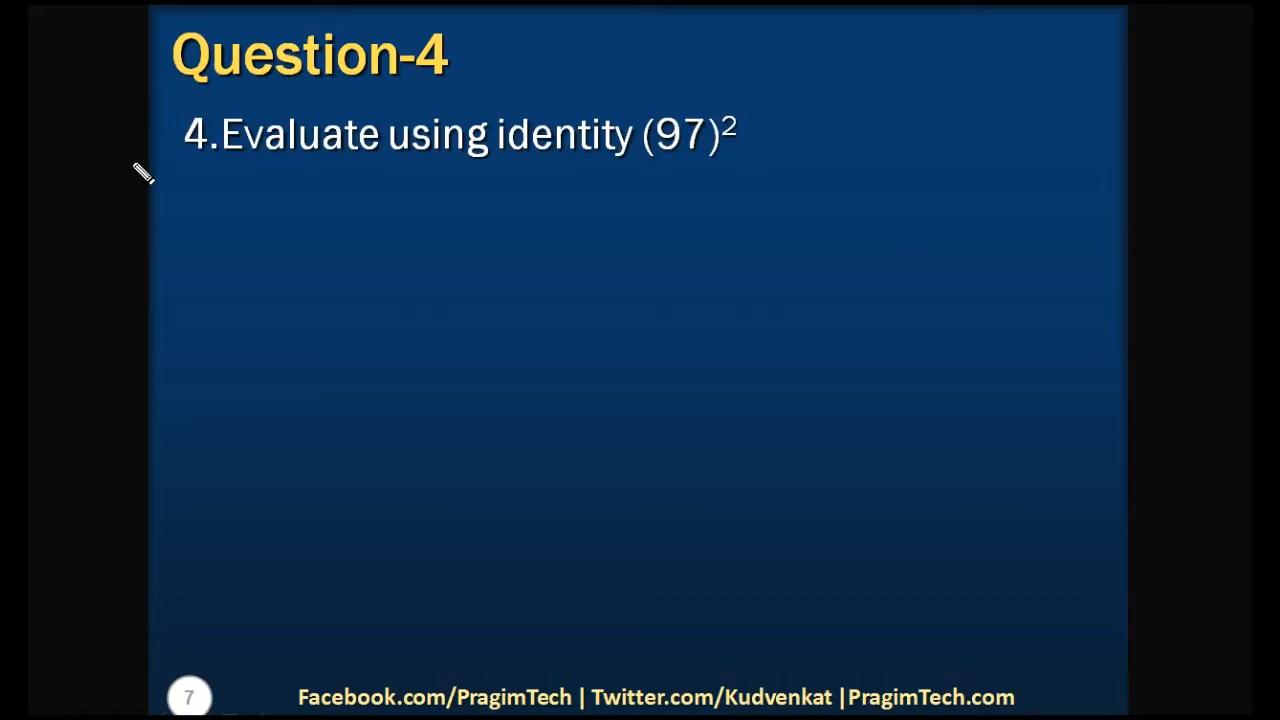 Question-4
4.Evaluate using identity (97)²
7
Facebook.com/PragimTech | Twitter.com/Kudvenkat |PragimTech.com